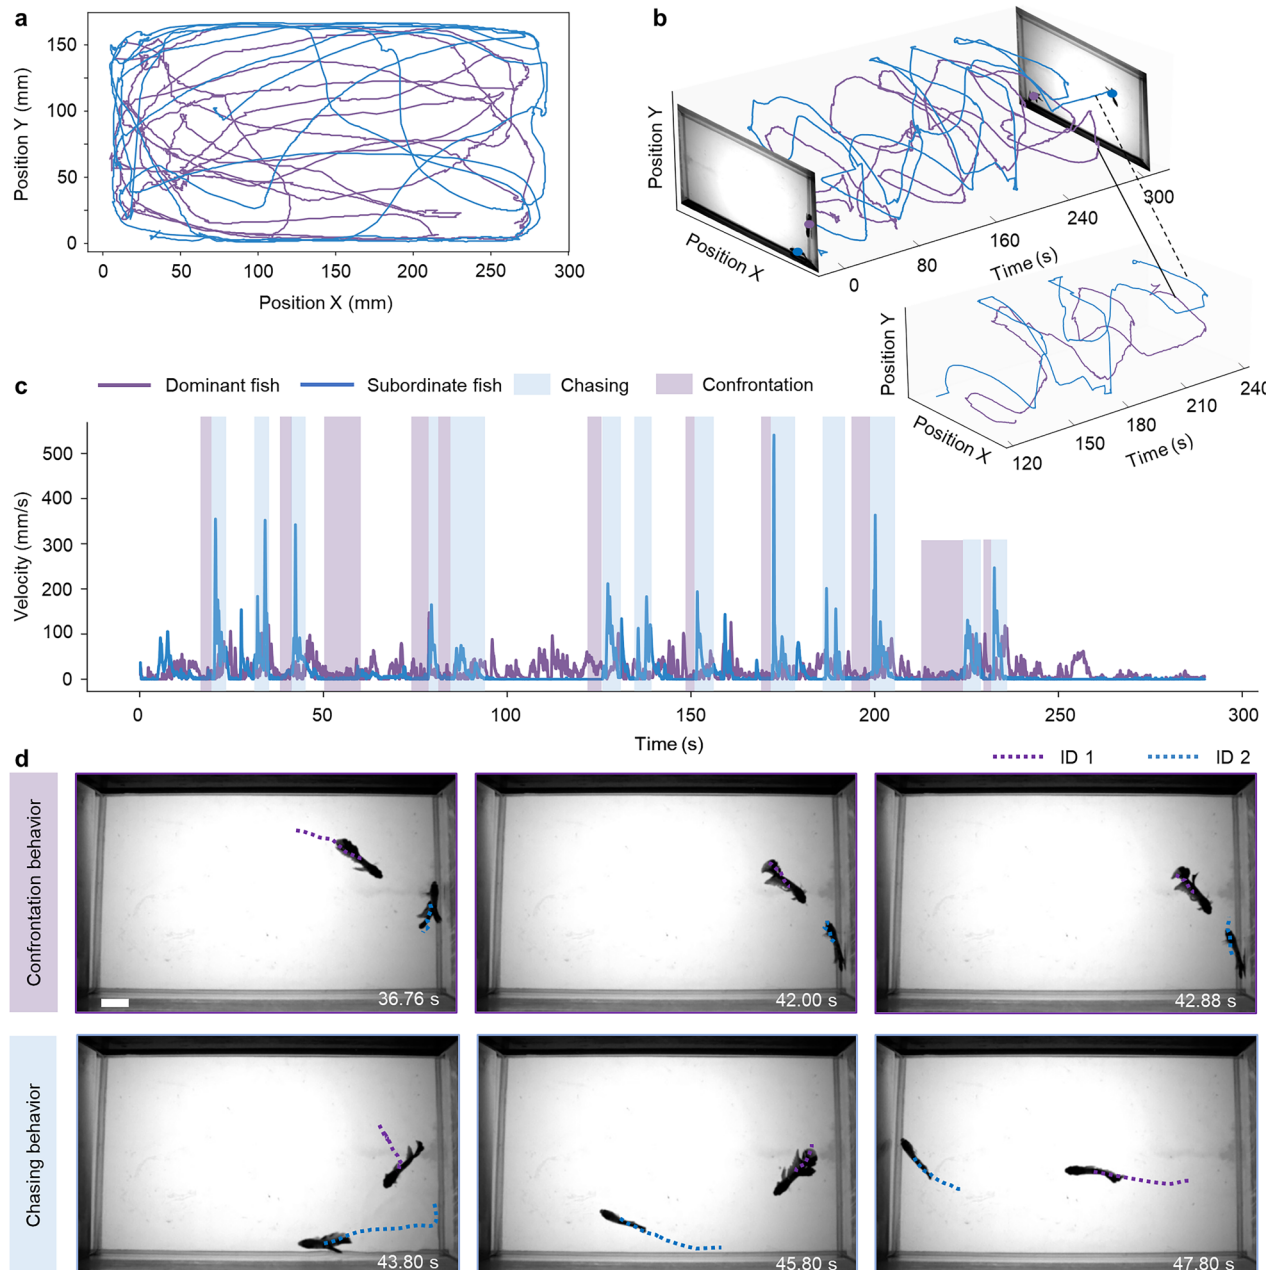 a
150
100
50
0
Position Y (mm)
0
50
100
150
200
250
300
Position X (mm)
b
Position Y
Position X
0
80
160
240
300
Time (s)
Position Y
Position X
120
150
180
210
240
Time (s)
c
Dominant fish
Subordinate fish
Chasing
Confrontation
500
400
300
200
100
0
Velocity (mm/s)
0
50
100
150
200
250
300
Time (s)
d
ID 1
ID 2
Confrontation behavior
36.76 s
42.00 s
42.88 s
Chasing behavior
43.80 s
45.80 s
47.80 s